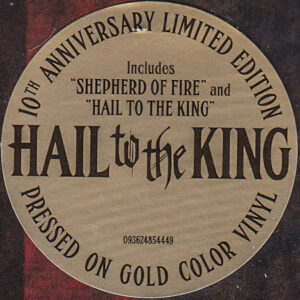 10TH ANNIVERSARY LIMITED EDITION
Includes
"SHEPHERD OF FIRE" and
"HAIL TO THE KING"
HAIL to the KING
093624854449
PRESSED ON GOLD COLOR VINYL